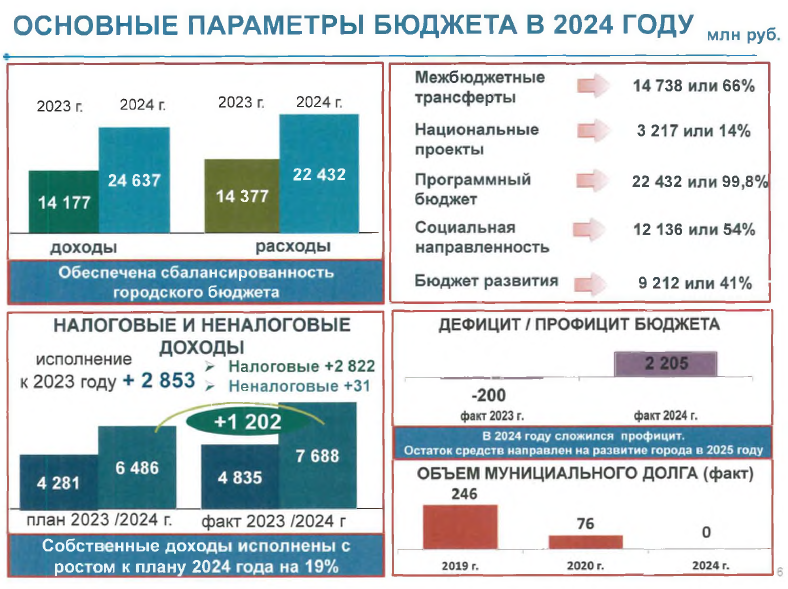 ОСНОВНЫЕ ПАРАМЕТРЫ БЮДЖЕТА В 2024 ГОДУ млн руб.
2023 г. 2024 г. 2023 г. 2024 г.
14 177 24 637 14 377 22 432
доходы расходы
Обеспечена сбалансированность
городского бюджета
Межбюджетные
трансферты
14 738 или 66%
Национальные
проекты
3 217 или 14%
Программный
бюджет
22 432 или 99,8%
Социальная
направленность
12 136 или 54%
Бюджет развития 9 212 или 41%
НАЛОГОВЫЕ И НЕНАЛОГОВЫЕ
ДОХОДЫ
исполнение
к 2023 году + 2 853
Налоговые +2 822
Неналоговые +31
+1 202
4 281 6 486 4 835 7 688
план 2023 /2024 г. факт 2023 /2024 г
Собственные доходы исполнены с
ростом к плану 2024 года на 19%
ДЕФИЦИТ / ПРОФИЦИТ БЮДЖЕТА
2 205
-200
факт 2023 г. факт 2024 г.
В 2024 году сложился профицит.
Остаток средств направлен на развитие города в 2025 году
ОБЪЕМ МУНИЦИПАЛЬНОГО ДОЛГА (факт)
246
76
0
2019 г. 2020 г. 2024 г.
6